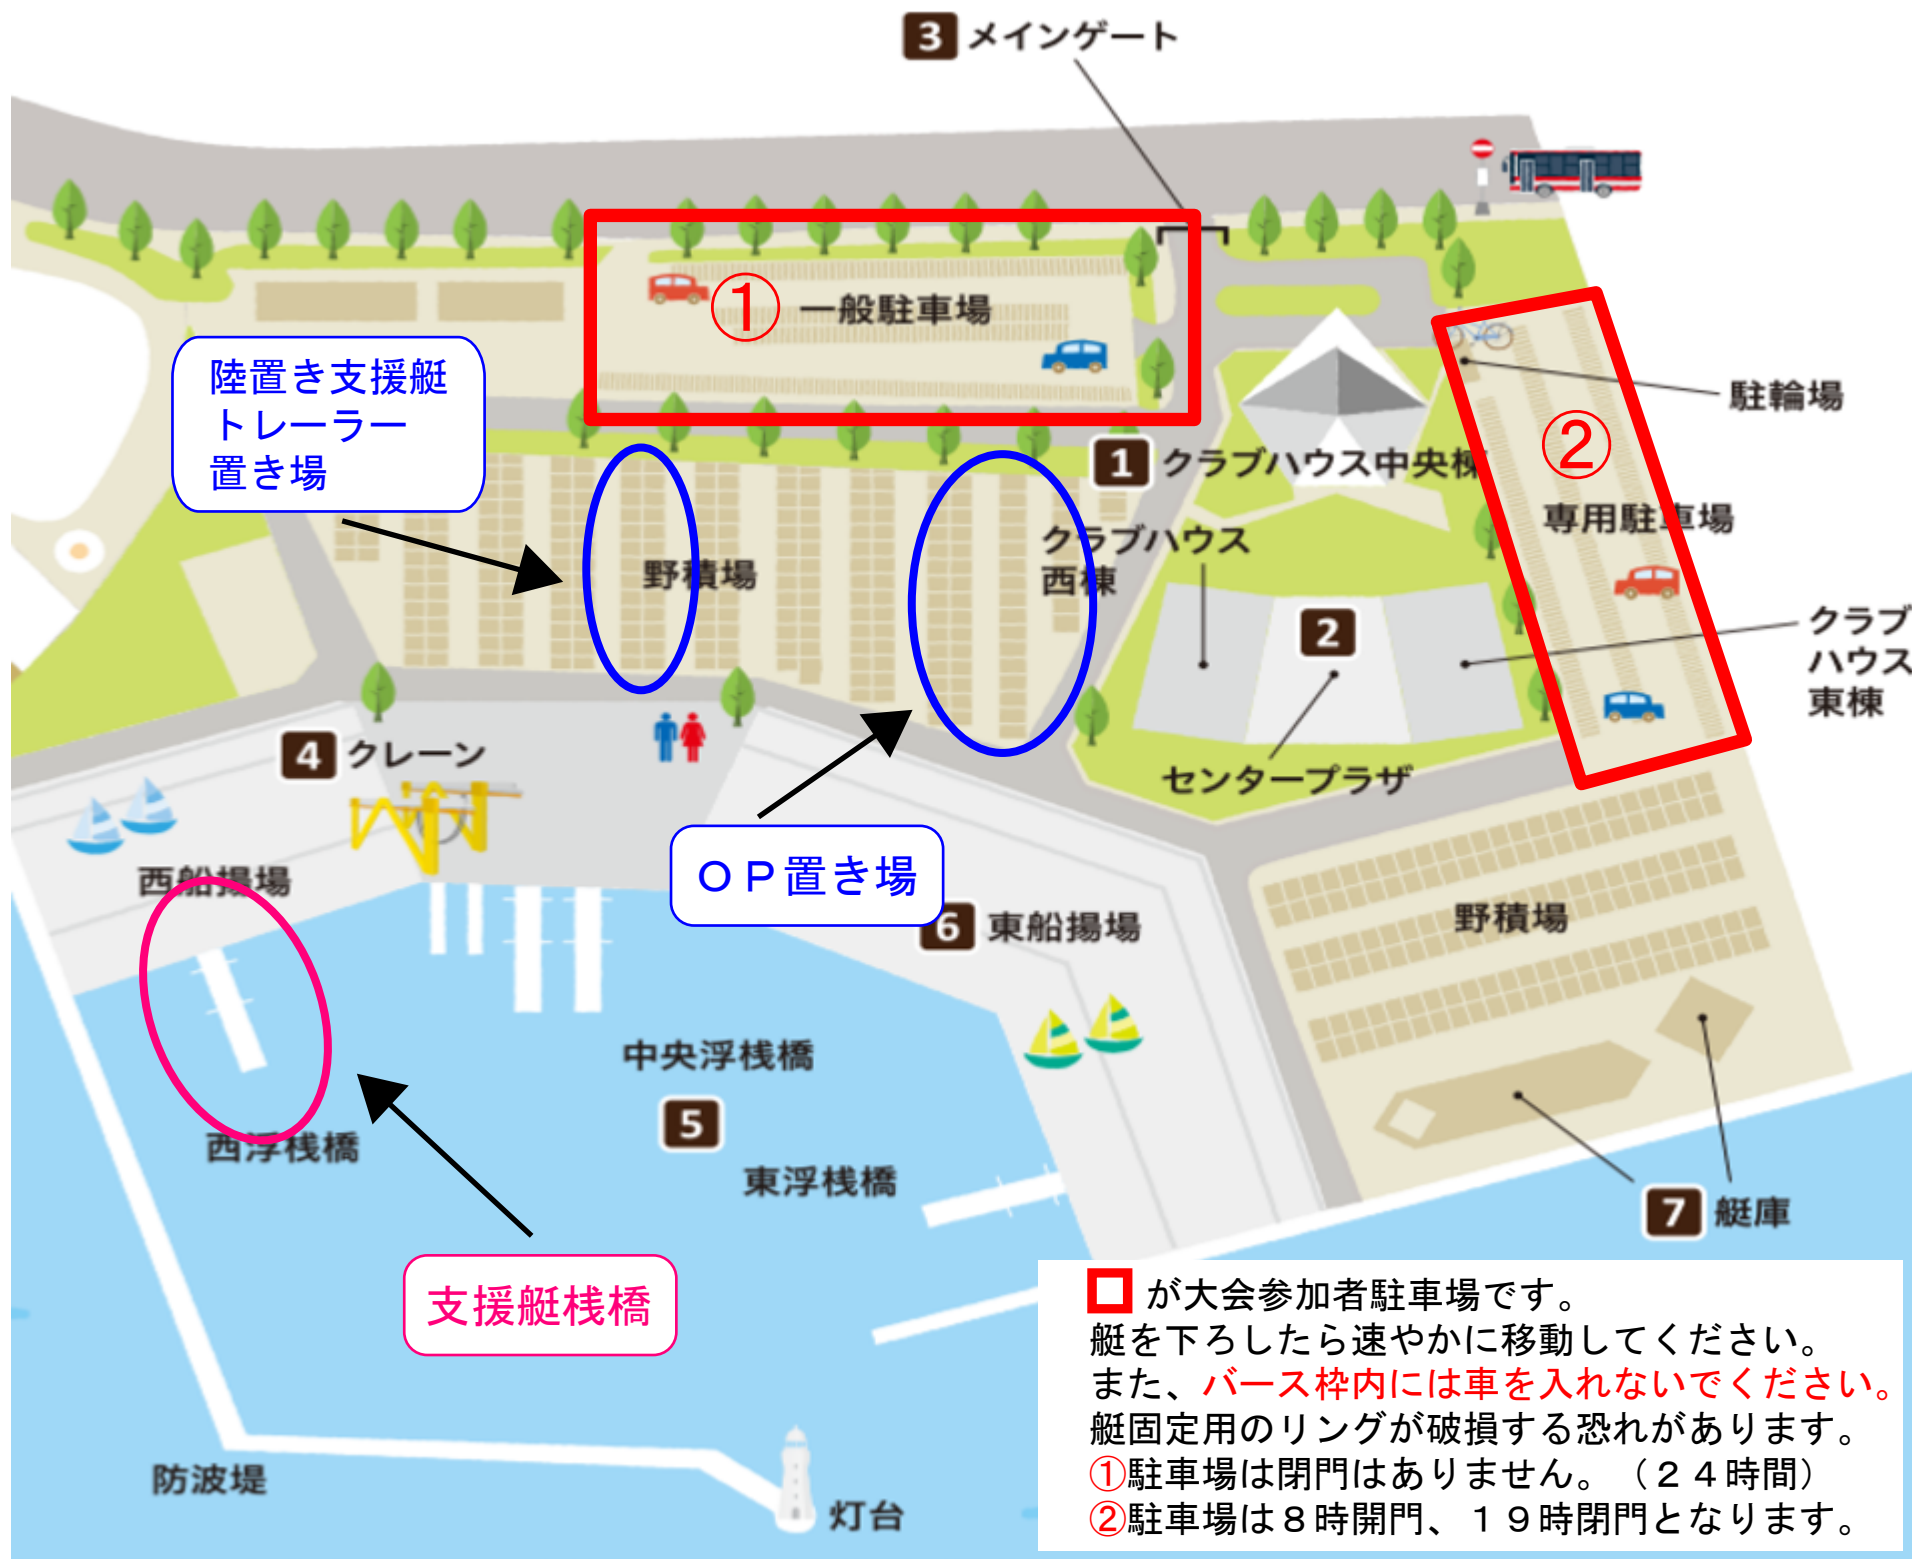 3 メインゲート
① 一般駐車場
陸置き支援艇
トレーラー
置き場
駐輪場
②
1 クラブハウス中央棟
専用駐車場
クラブハウス
西棟
野積場
2
クラブ
ハウス
東棟
4 クレーン
センタープラザ
OP置き場
西船揚場
6 東船揚場
野積場
中央浮桟橋
5
西浮桟橋
東浮桟橋
7 艇庫
支援艇桟橋
が大会参加者駐車場です。
艇を下ろしたら速やかに移動してください。
また、バース枠内には車を入れないでください。
艇固定用のリングが破損する恐れがあります。
①駐車場は閉門はありません。（２４時間）
②駐車場は８時開門、１９時閉門となります。
防波堤
灯台